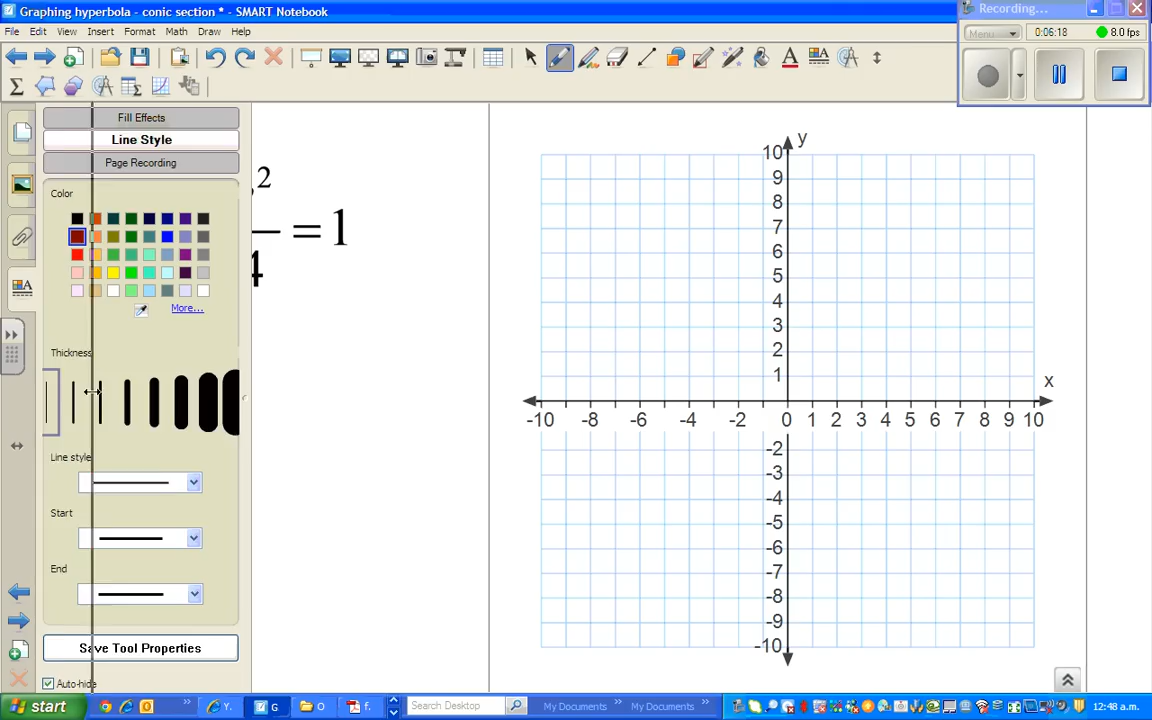 Graphing hyperbola - conic section * - SMART Notebook
Recording...
File Edit View Insert Format Math Draw Help
Menu
0:06:18
8.0 fps
Fill Effects
Line Style
Page Recording
Color
More...
Thickness
Line style
Start
End
Save Tool Properties
Auto-hide
2
= 1
4
y
10
9
8
7
6
5
4
3
2
1
x
-10 -8 -6 -4 -2 0 1 2 3 4 5 6 7 8 9 10
-2
-3
-4
-5
-6
-7
-8
-9
-10
start
Y.
G
O
f.
Search Desktop
My Documents
My Documents
12:48 a.m.